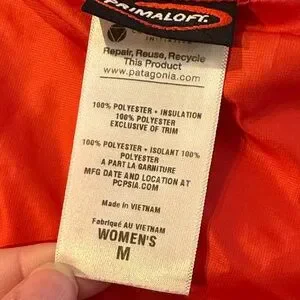 PRIMALOFT.
Repair, Reuse, Recycle
This Product
www.patagonia.com
100% POLYESTER • INSULATION
100% POLYESTER
EXCLUSIVE OF TRIM
100% POLYESTER • ISOLANT 100%
POLYESTER
A PART LA GARNITURE
MFG DATE AND LOCATION AT
PCPSIA.COM
Made in VIETNAM
Fabriqué AU VIETNAM
WOMEN'S
M